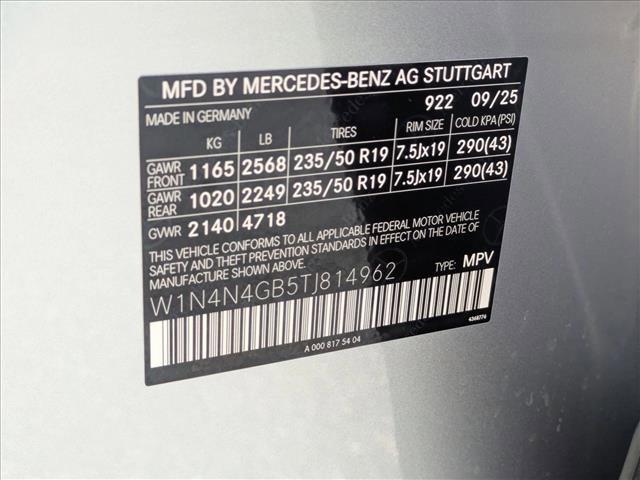 MFD BY MERCEDES-BENZ AG STUTTGART
MADE IN GERMANY 922 09/25
KG LB TIRES RIM SIZE COLD KPA(PSI)
GAWR FRONT 1165 2568 235/50 R19 7.5Jx19 290(43)
GAWR REAR 1020 2249 235/50 R19 7.5Jx19 290(43)
GVWR 2140 4718
THIS VEHICLE CONFORMS TO ALL APPLICABLE FEDERAL MOTOR VEHICLE
SAFETY AND THEFT PREVENTION STANDARDS IN EFFECT ON THE DATE OF
MANUFACTURE SHOWN ABOVE.
W1N4N4GB5TJ814962 TYPE: MPV
4368774
A 000 817 54 04